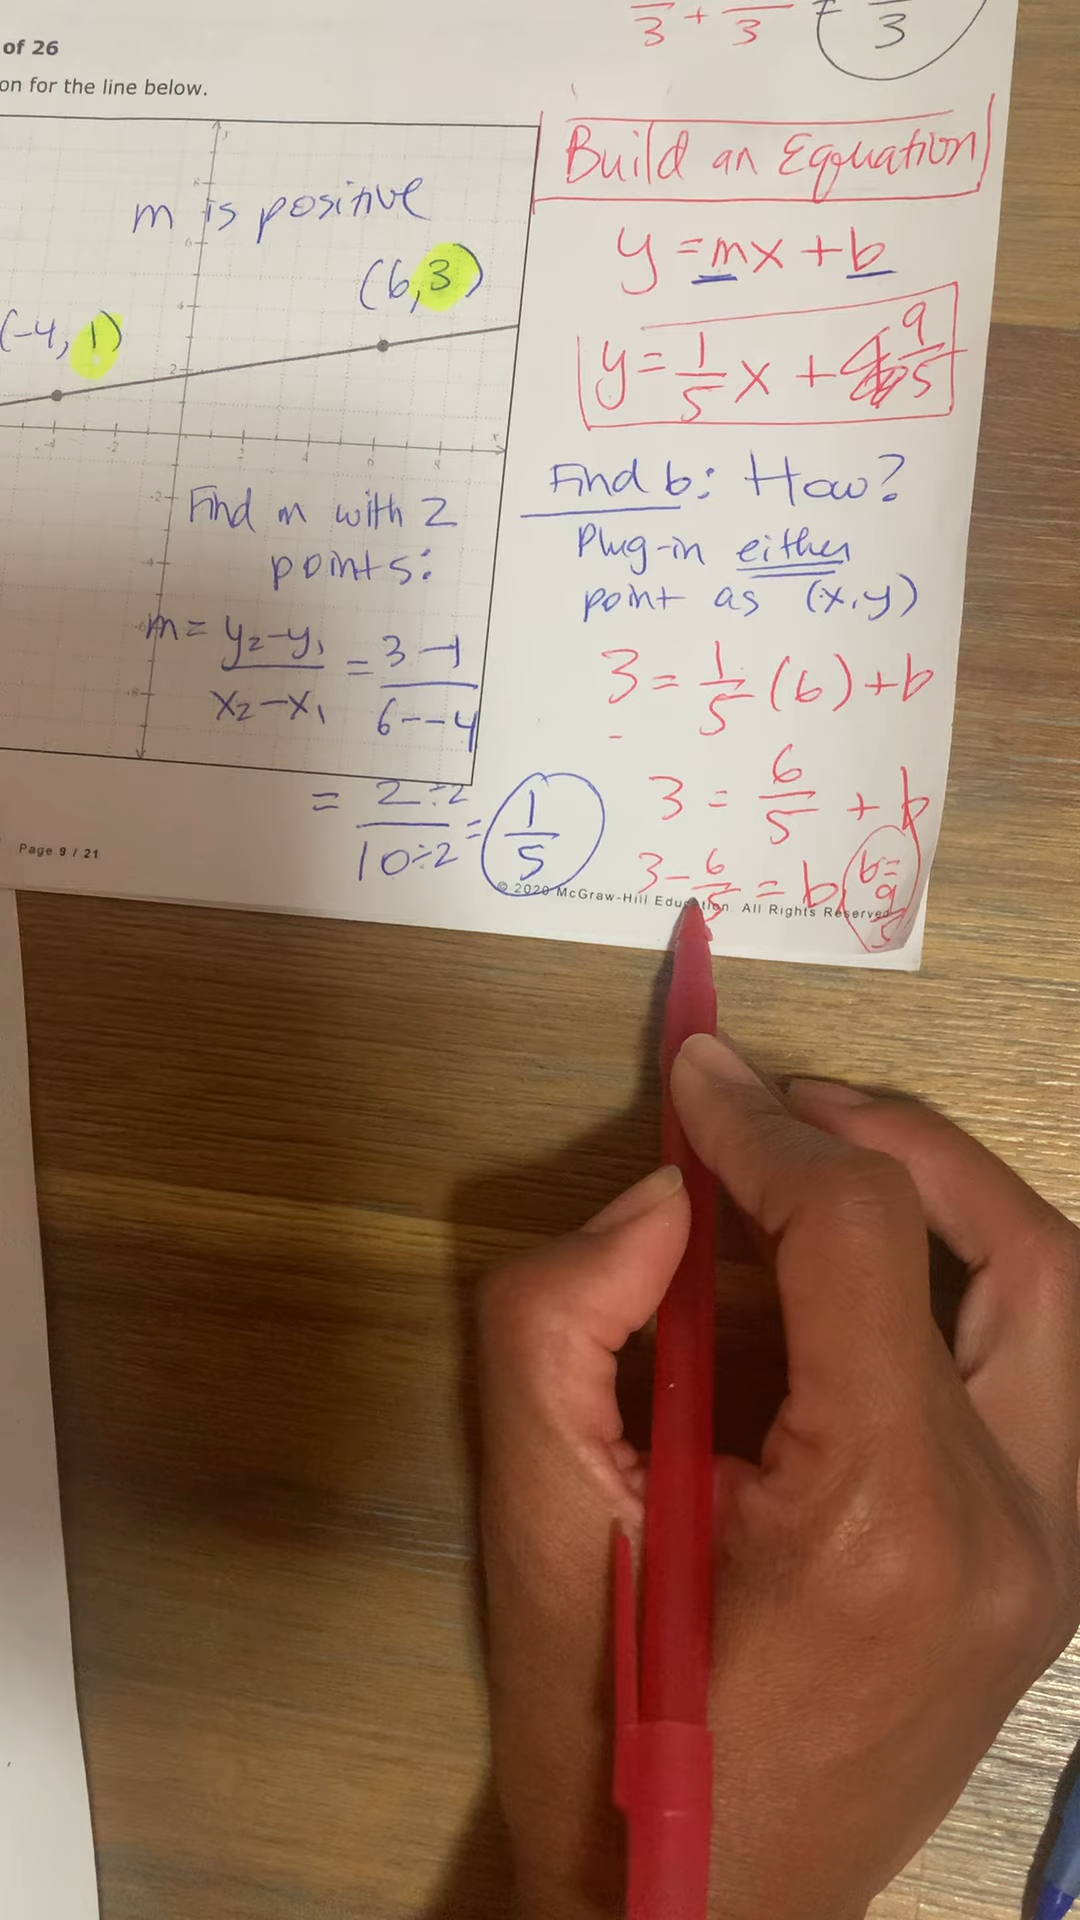 3 + 3 = 3
of 26
on for the line below.
Build an Equation
m is positive
y = mx + b
(6, 3)
(-4, 1)
y = 1/5 x + 9/5
Find b: How?
Plug-in either
point as (x, y)
Find m with 2
points:
m = y₂-y₁/x₂-x₁ = 3-1/6--4
= 2÷2/10÷2 = 1/5
3 = 1/5 (6) + b
3 = 6/5 + b
3 - 6/5 = b
b = 9/5
Page 9 / 21
© 2020 McGraw-Hill Education All Rights Reserved